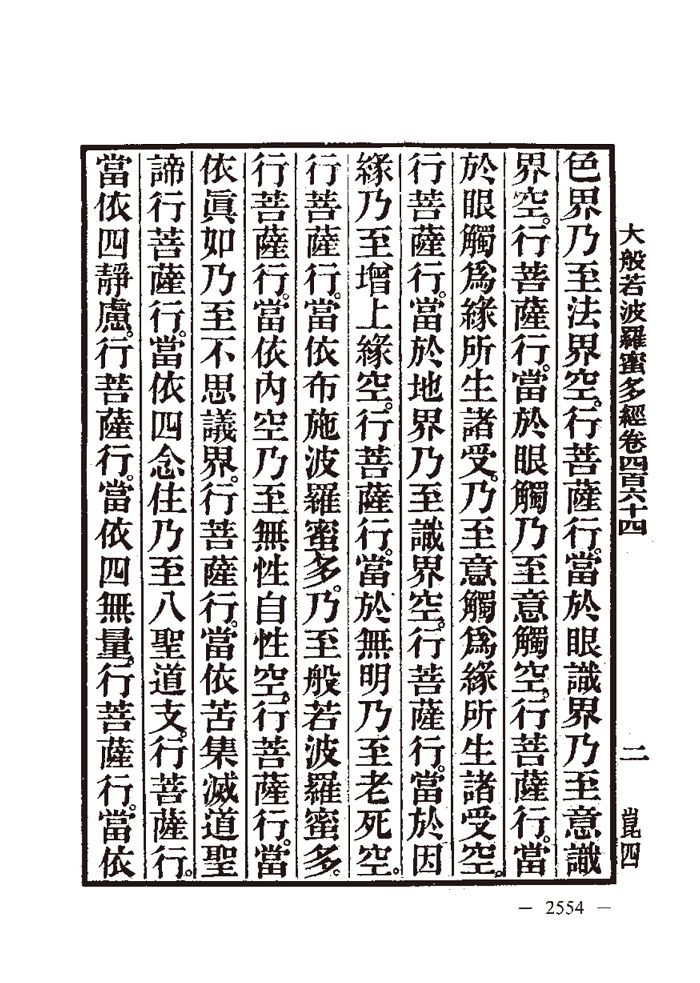 大般若波羅蜜多經卷四百六十四
二
崑四
色界乃至法界空。行菩薩行。當於眼識界乃至意識
界空。行菩薩行。當於眼觸乃至意觸空。行菩薩行。當
於眼觸爲緣所生諸受。乃至意觸爲緣所生諸受空。
行菩薩行。當於地界乃至識界空。行菩薩行。當於因
緣乃至增上緣空。行菩薩行。當於無明乃至老死空。
行菩薩行。當依布施波羅蜜多。乃至般若波羅蜜多。
行菩薩行。當依內空乃至無性自性空。行菩薩行。當
依眞如乃至不思議界。行菩薩行。當依苦集滅道聖
諦行菩薩行。當依四念住乃至八聖道支。行菩薩行。
當依四靜慮。行菩薩行。當依四無量。行菩薩行。當依
— 2554 —